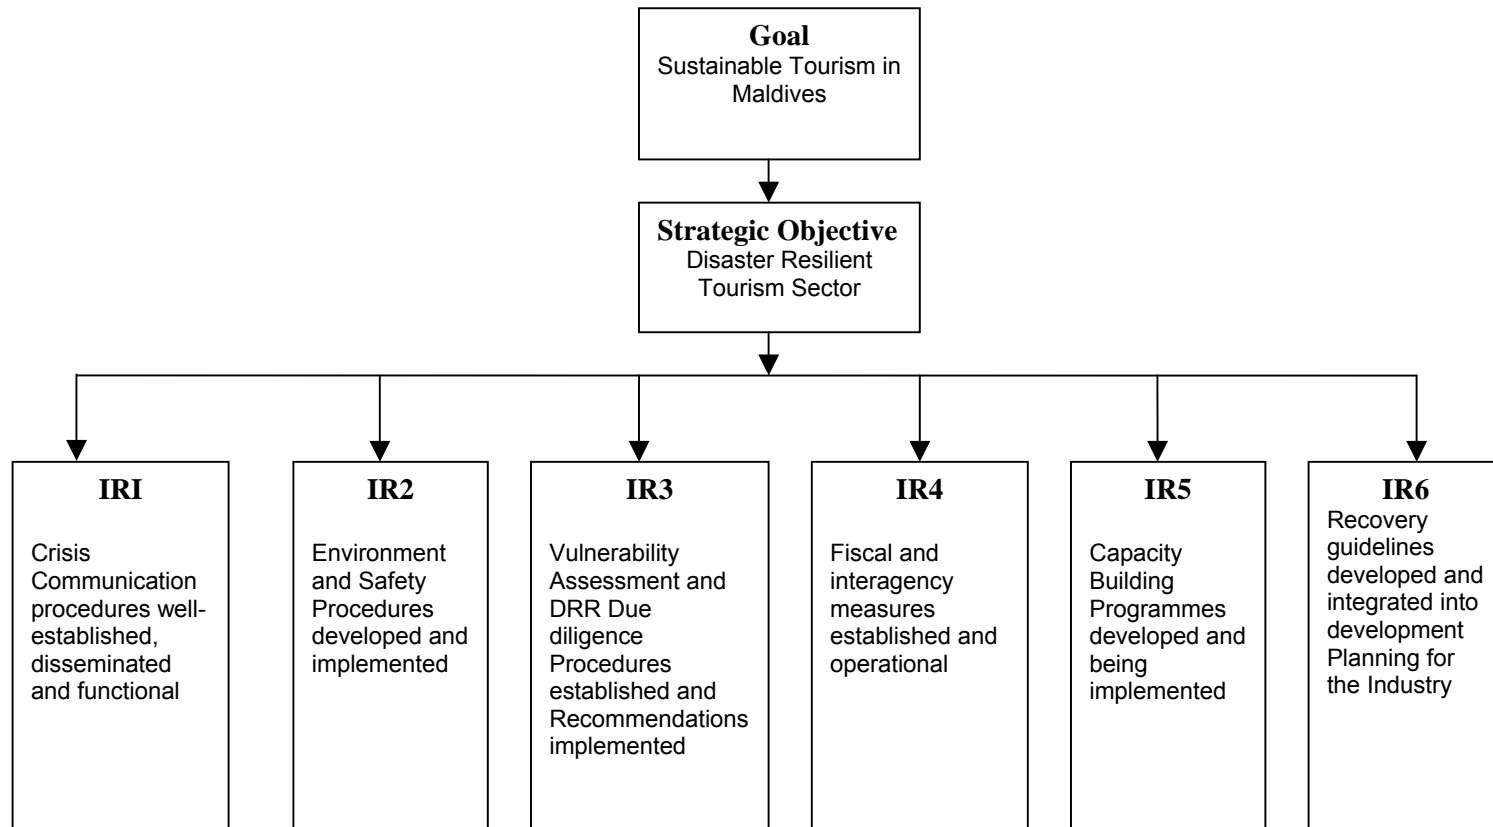 Goal
Sustainable Tourism in
Maldives
Strategic Objective
Disaster Resilient
Tourism Sector
IRI
Crisis
Communication
procedures well-
established,
disseminated
and functional
IR2
Environment
and Safety
Procedures
developed and
implemented
IR3
Vulnerability
Assessment and
DRR Due
diligence
Procedures
established and
Recommendations
implemented
IR4
Fiscal and
interagency
measures
established and
operational
IR5
Capacity
Building
Programmes
developed and
being
implemented
IR6
Recovery
guidelines
developed and
integrated into
development
Planning for
the Industry